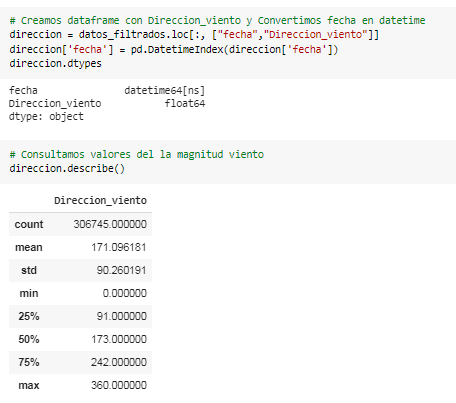 # Creamos dataframe con Direccion_viento y Convertimos fecha en datetime
direccion = datos_filtrados.loc[:, ["fecha","Direccion_viento"]]
direccion['fecha'] = pd.DatetimeIndex(direccion['fecha'])
direccion.dtypes
fecha datetime64[ns]
Direccion_viento float64
dtype: object
# Consultamos valores del la magnitud viento
direccion.describe()
Direccion_viento
count 306745.000000
mean 171.096181
std 90.260191
min 0.000000
25% 91.000000
50% 173.000000
75% 242.000000
max 360.000000